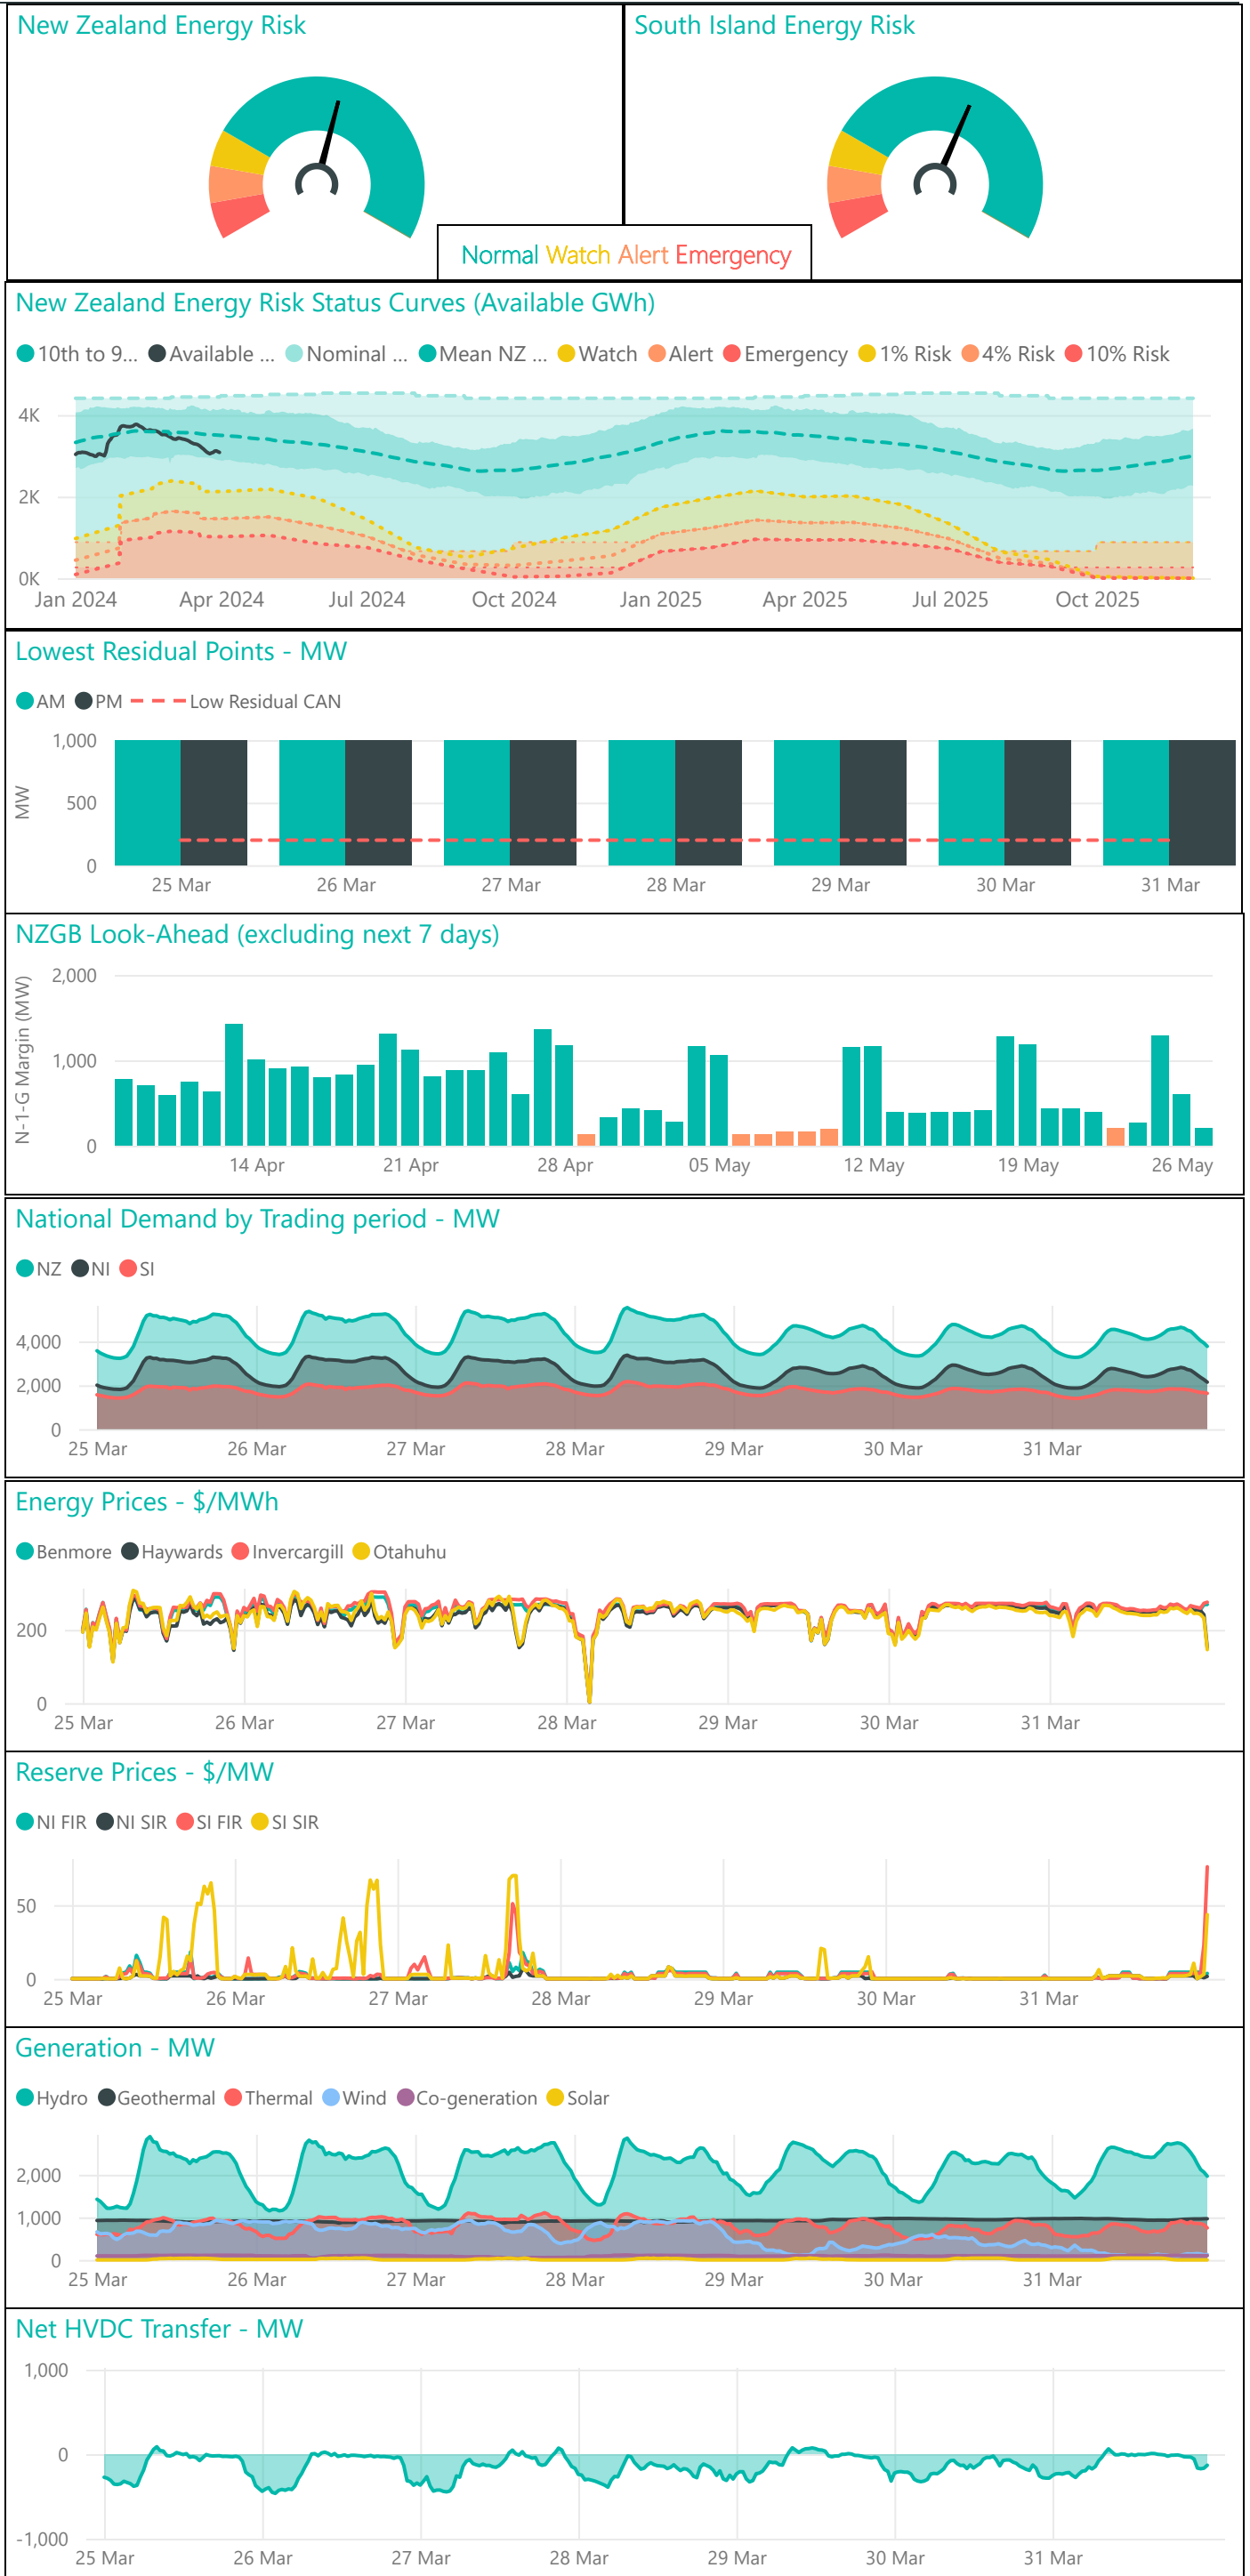 New Zealand Energy Risk
South Island Energy Risk
Normal Watch Alert Emergency
New Zealand Energy Risk Status Curves (Available GWh)
10th to 9... Available ... Nominal ... Mean NZ ... Watch Alert Emergency 1% Risk 4% Risk 10% Risk
4K
2K
0K
Jan 2024 Apr 2024 Jul 2024 Oct 2024 Jan 2025 Apr 2025 Jul 2025 Oct 2025
Lowest Residual Points - MW
AM PM Low Residual CAN
MW
1,000
500
0
25 Mar 26 Mar 27 Mar 28 Mar 29 Mar 30 Mar 31 Mar
NZGB Look-Ahead (excluding next 7 days)
N-1-G Margin (MW)
2,000
1,000
0
14 Apr 21 Apr 28 Apr 05 May 12 May 19 May 26 May
National Demand by Trading period - MW
NZ NI SI
4,000
2,000
0
25 Mar 26 Mar 27 Mar 28 Mar 29 Mar 30 Mar 31 Mar
Energy Prices - $/MWh
Benmore Haywards Invercargill Otahuhu
200
0
25 Mar 26 Mar 27 Mar 28 Mar 29 Mar 30 Mar 31 Mar
Reserve Prices - $/MW
NI FIR NI SIR SI FIR SI SIR
50
0
25 Mar 26 Mar 27 Mar 28 Mar 29 Mar 30 Mar 31 Mar
Generation - MW
Hydro Geothermal Thermal Wind Co-generation Solar
2,000
1,000
0
25 Mar 26 Mar 27 Mar 28 Mar 29 Mar 30 Mar 31 Mar
Net HVDC Transfer - MW
1,000
0
-1,000
25 Mar 26 Mar 27 Mar 28 Mar 29 Mar 30 Mar 31 Mar